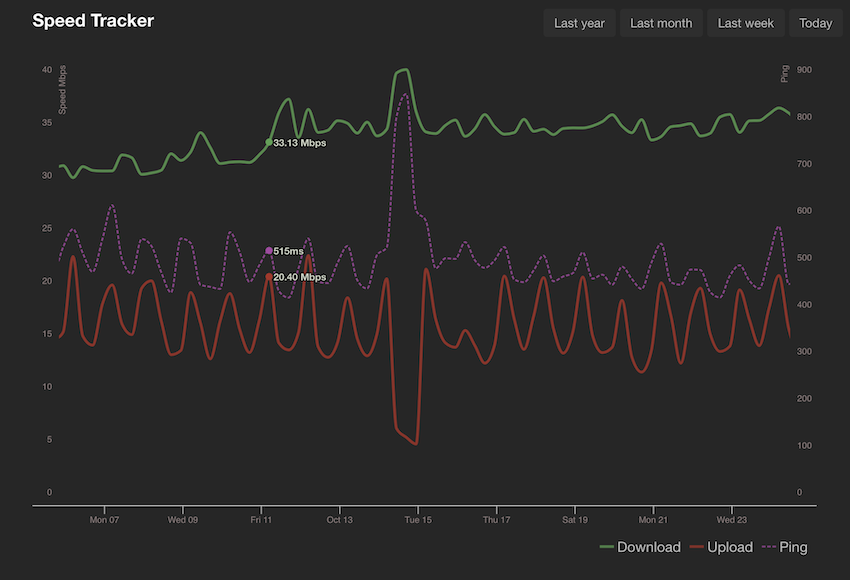 Speed Tracker
Last year
Last month
Last week
Today
Speed Mbps
Ping
40
35
30
25
20
15
10
5
0
33.13 Mbps
515ms
20.40 Mbps
900
800
700
600
500
400
300
200
100
0
Mon 07
Wed 09
Fri 11
Oct 13
Tue 15
Thu 17
Sat 19
Mon 21
Wed 23
Download
Upload
Ping